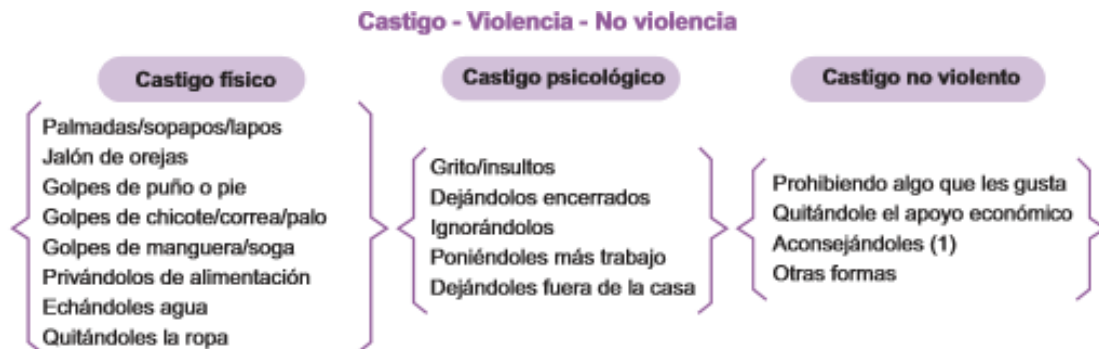 Castigo - Violencia - No violencia
Castigo físico
Palmadas/sopapos/lapos
Jalón de orejas
Golpes de puño o pie
Golpes de chicote/correa/palo
Golpes de manguera/soga
Privándolos de alimentación
Echándoles agua
Quitándoles la ropa
Castigo psicológico
Grito/insultos
Dejándolos encerrados
Ignorándolos
Poniéndoles más trabajo
Dejándoles fuera de la casa
Castigo no violento
Prohibiendo algo que les gusta
Quitándole el apoyo económico
Aconsejándoles (1)
Otras formas